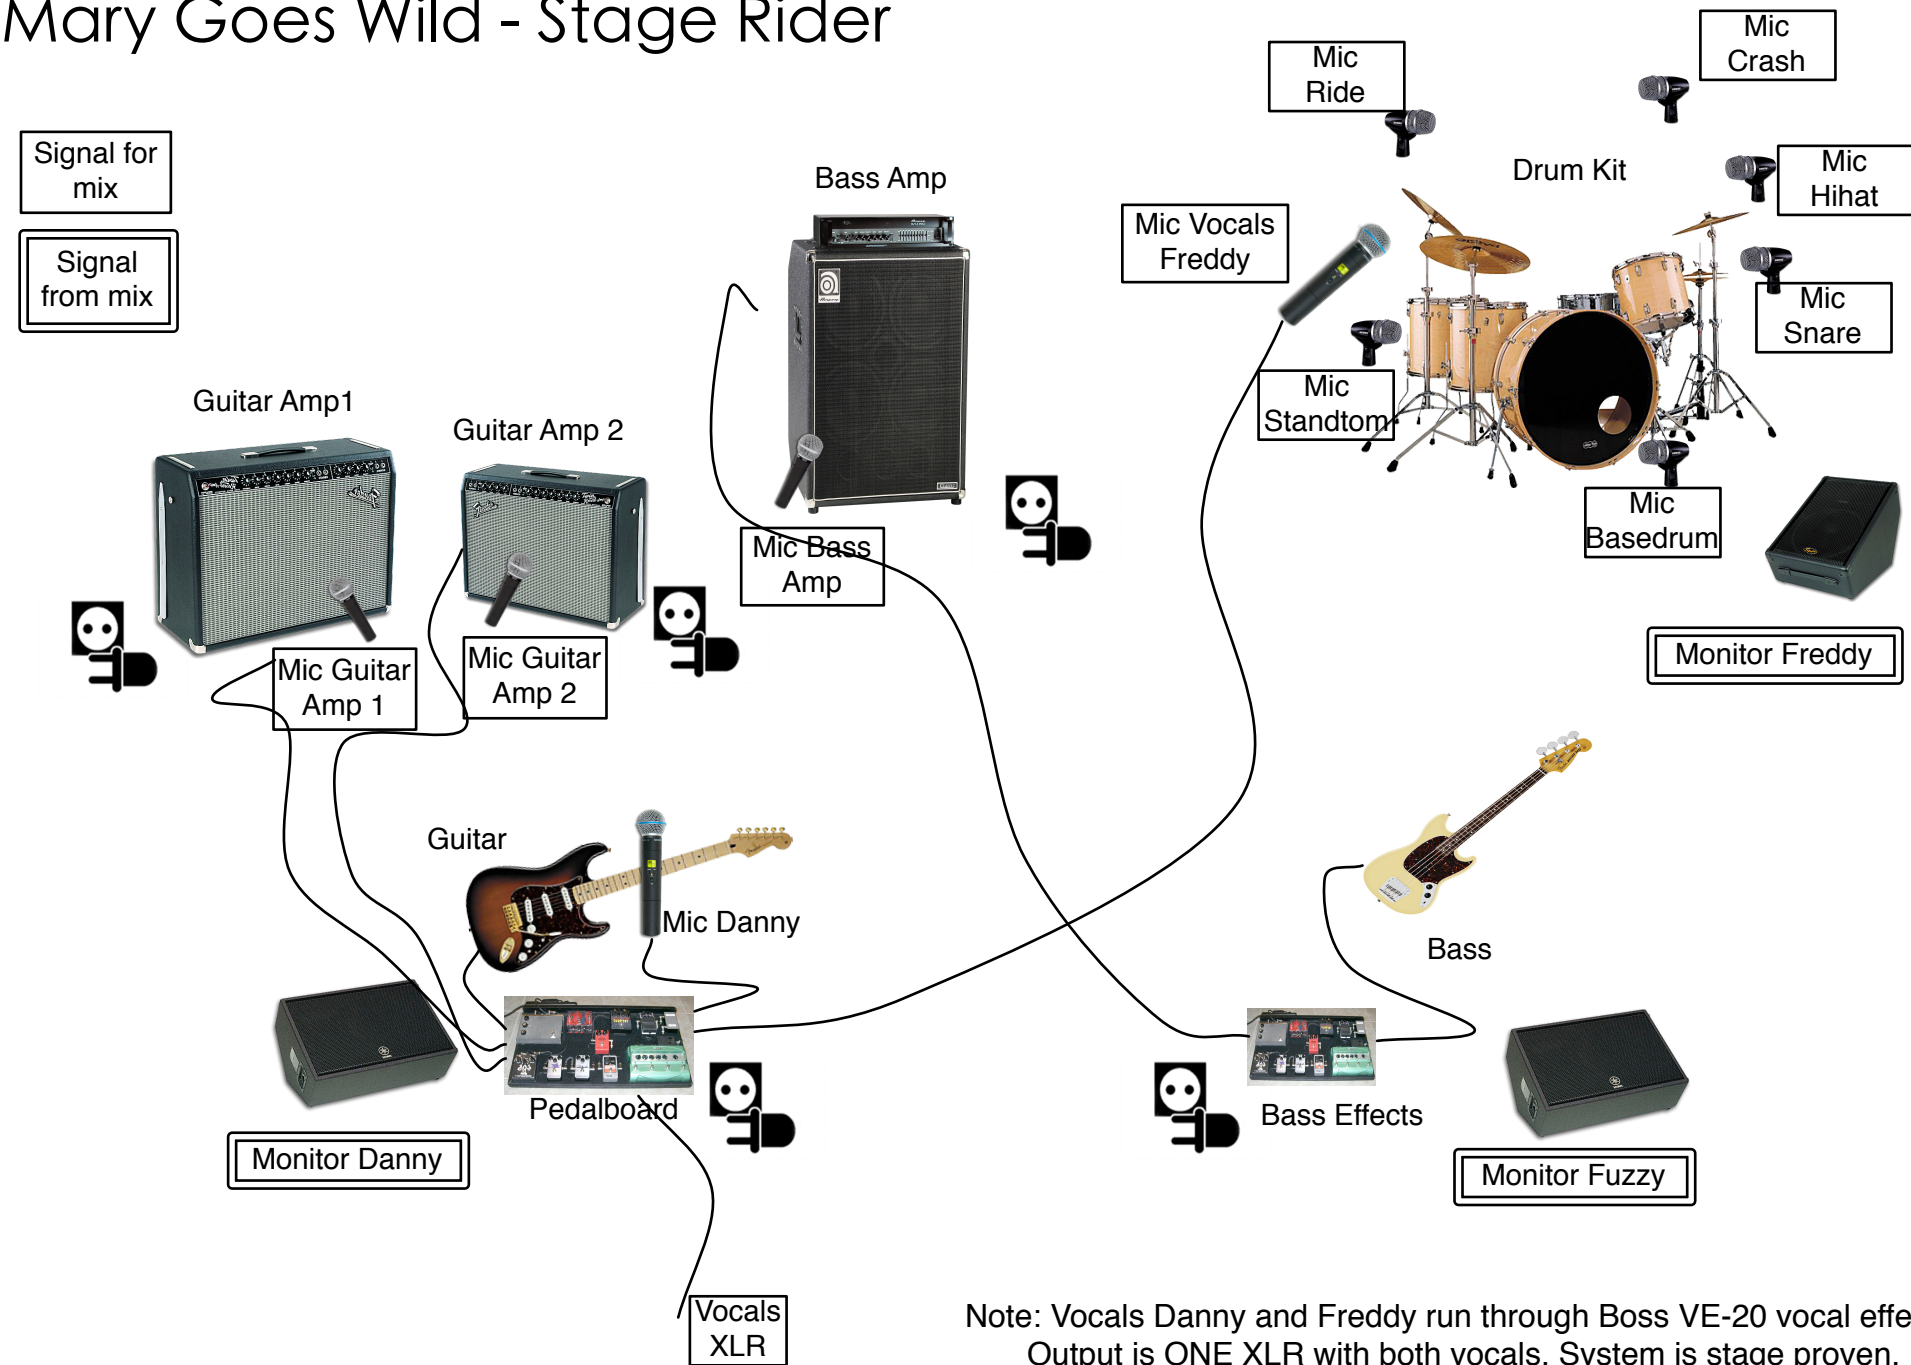 Mary Goes Wild - Stage Rider
Mic
Crash
Mic
Ride
Signal for
mix
Signal
from mix
Bass Amp
Drum Kit
Mic
Hihat
Mic Vocals
Freddy
Mic
Snare
Mic
Standtom
Guitar Amp1
Guitar Amp 2
Mic
Basedrum
Mic Bass
Amp
Monitor Freddy
Mic Guitar
Amp 1
Mic Guitar
Amp 2
Guitar
Mic Danny
Bass
Pedalboard
Bass Effects
Monitor Danny
Monitor Fuzzy
Vocals
XLR
Note: Vocals Danny and Freddy run through Boss VE-20 vocal effe
Output is ONE XLR with both vocals. System is stage proven.